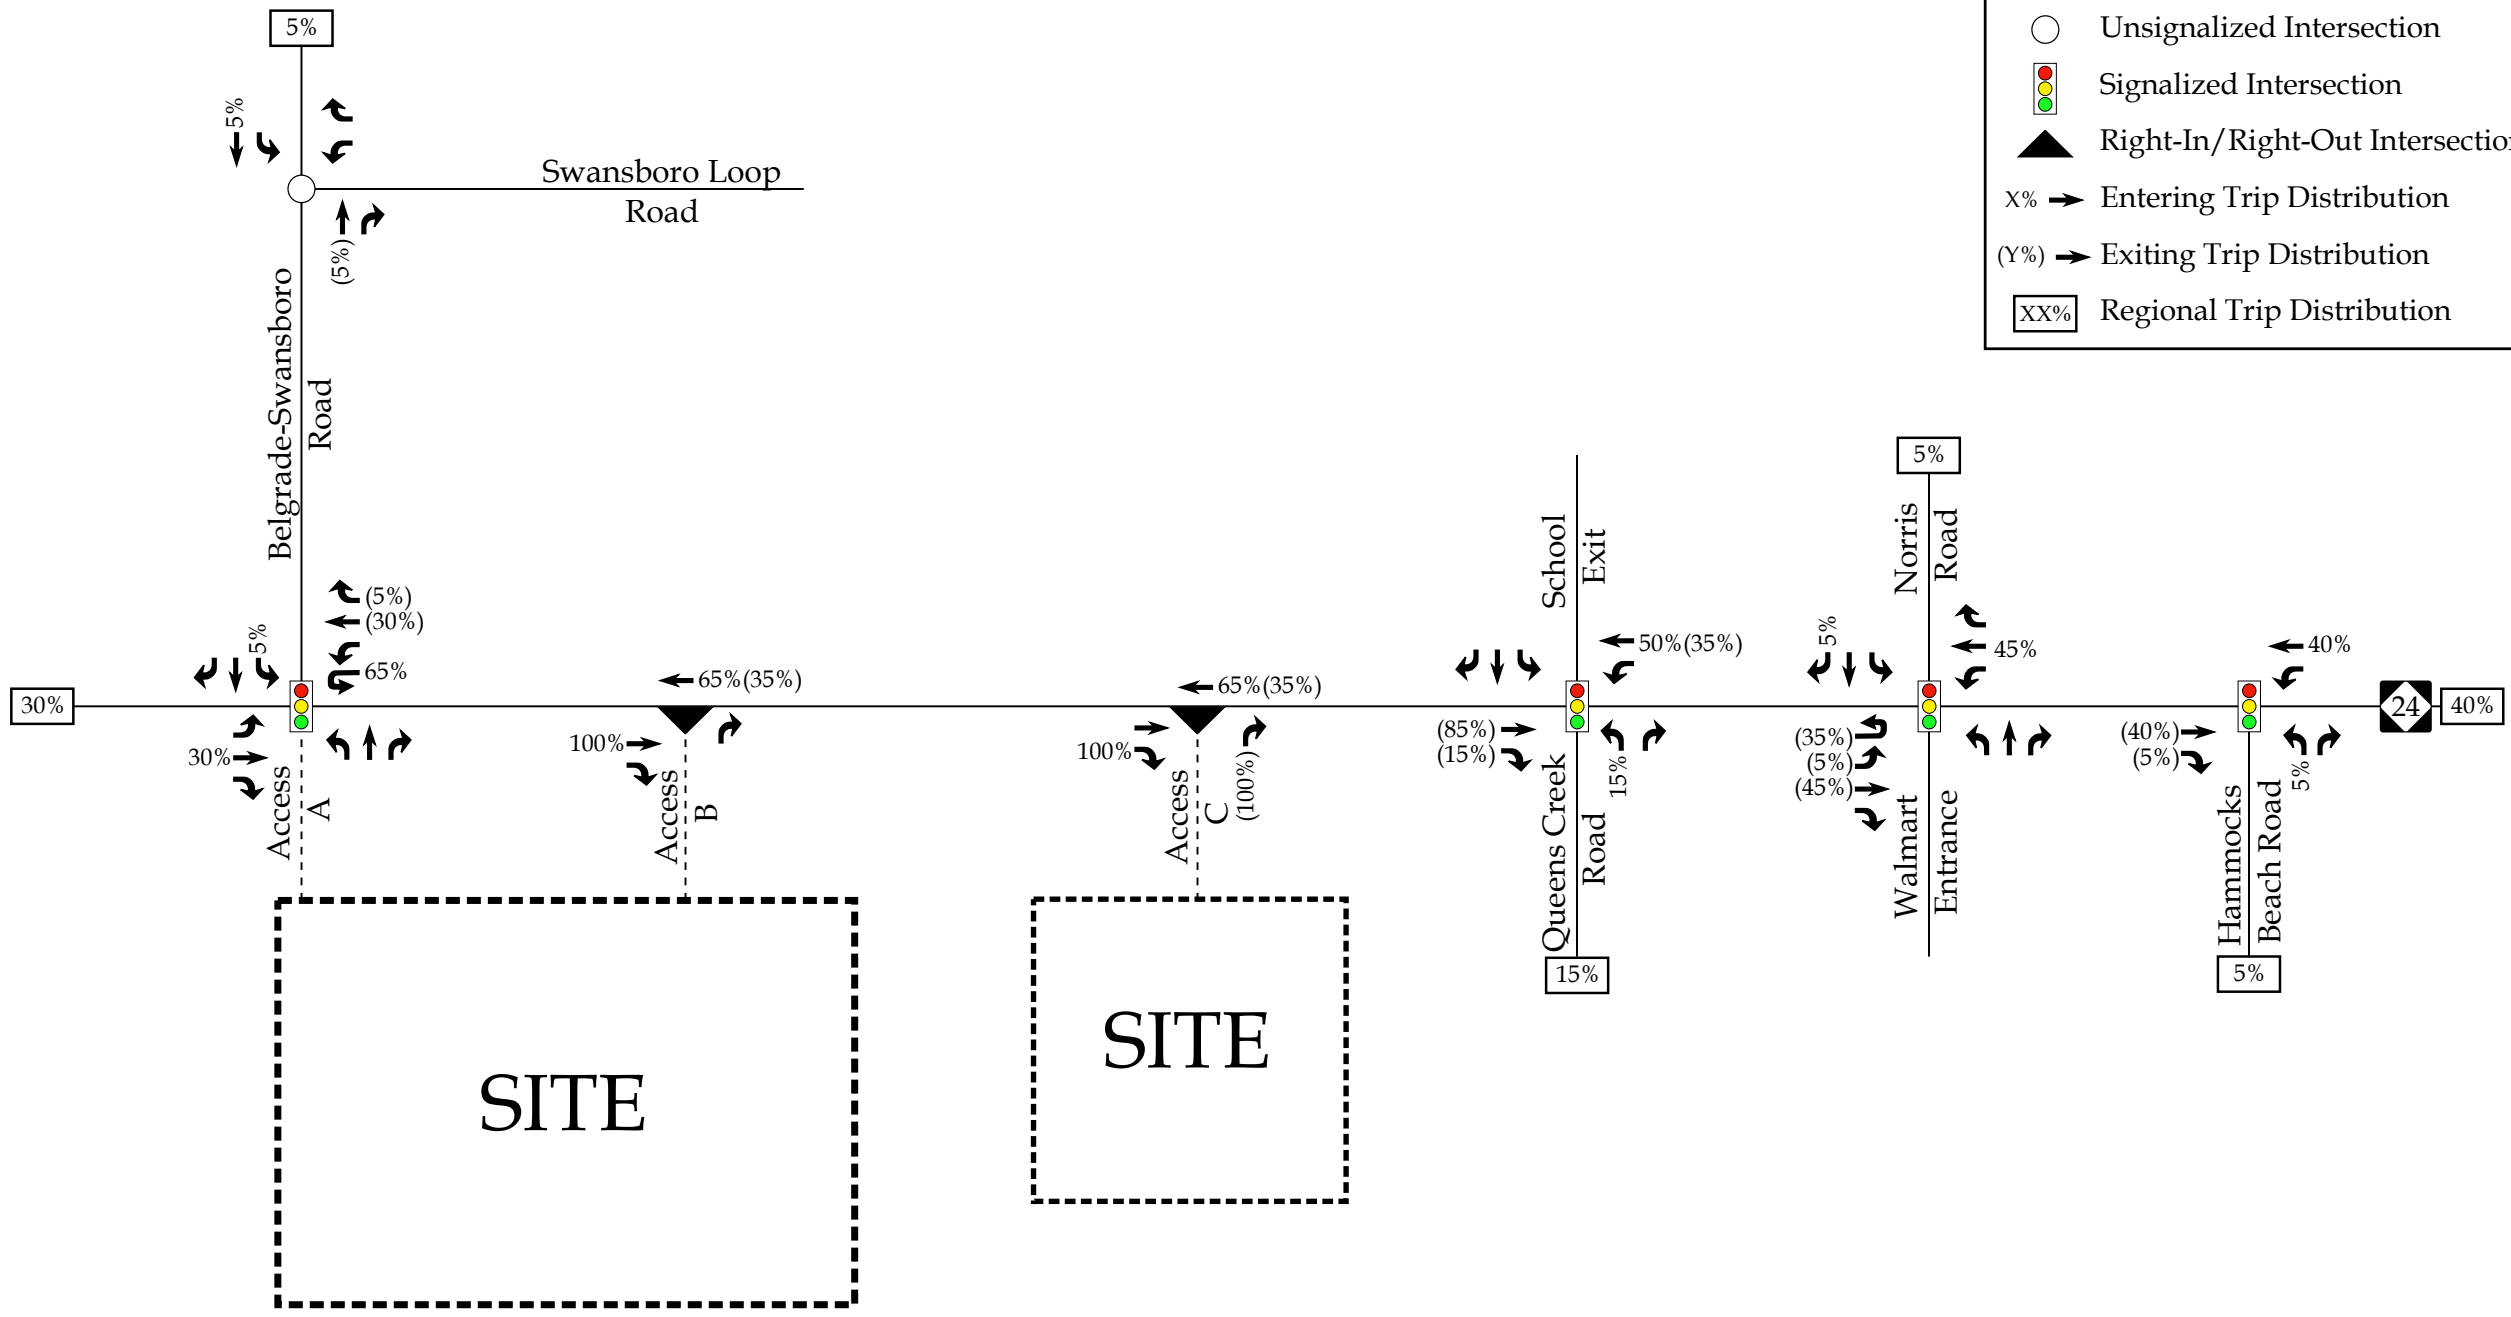 5%
Unsignalized Intersection
Signalized Intersection
Right-In/Right-Out Intersection
X%
Entering Trip Distribution
(Y%)
Exiting Trip Distribution
XX%
Regional Trip Distribution
5%
Swansboro Loop
Road
(5%)
Belgrade-Swansboro
Road
5%
School
Exit
Norris
Road
(5%)
(30%)
65%
5%
30%
30%
Access
A
65%(35%)
100%
Access
B
65%(35%)
100%
Access
C
(100%)
50%(35%)
(85%)
(15%)
15%
Queens Creek
Road
15%
5%
45%
(35%)
(5%)
(45%)
Walmart
Entrance
40%
(40%)
(5%)
5%
Hammocks
Beach Road
5%
24
40%
SITE
SITE